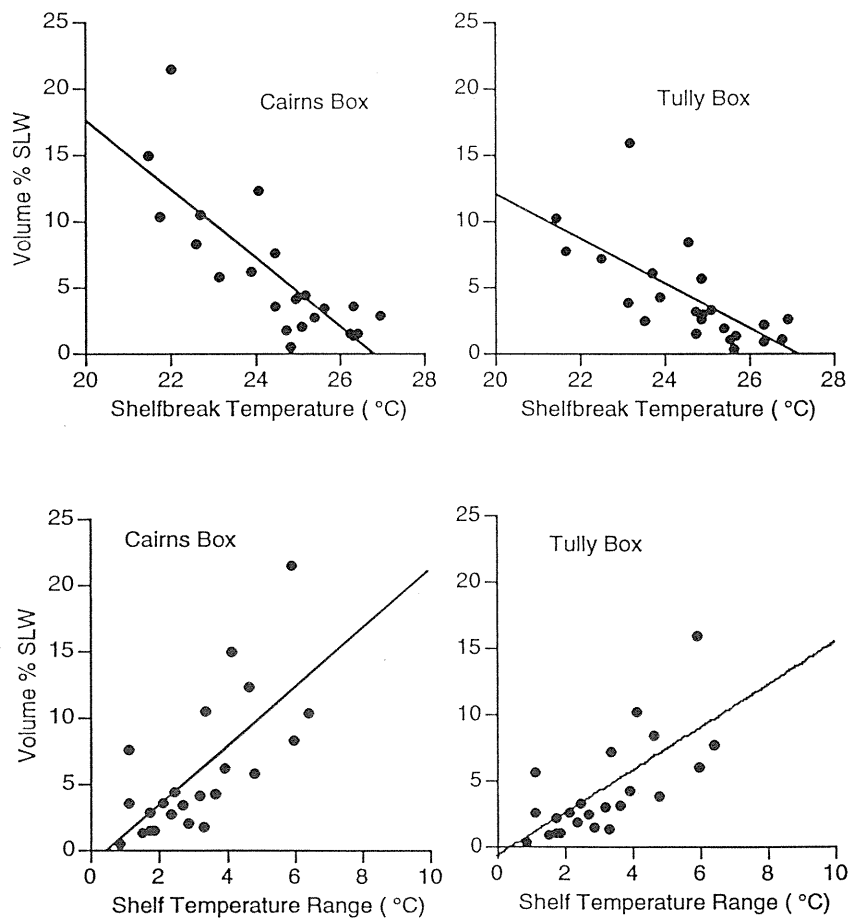 Cairns Box
Volume % SLW
25
20
15
10
5
0
20 22 24 26 28
Shelfbreak Temperature ( °C)
Tully Box
25
20
15
10
5
0
20 22 24 26 28
Shelfbreak Temperature ( °C)
Cairns Box
Volume % SLW
25
20
15
10
5
0
0 2 4 6 8 10
Shelf Temperature Range ( °C)
Tully Box
25
20
15
10
5
0
0 2 4 6 8 10
Shelf Temperature Range ( °C)